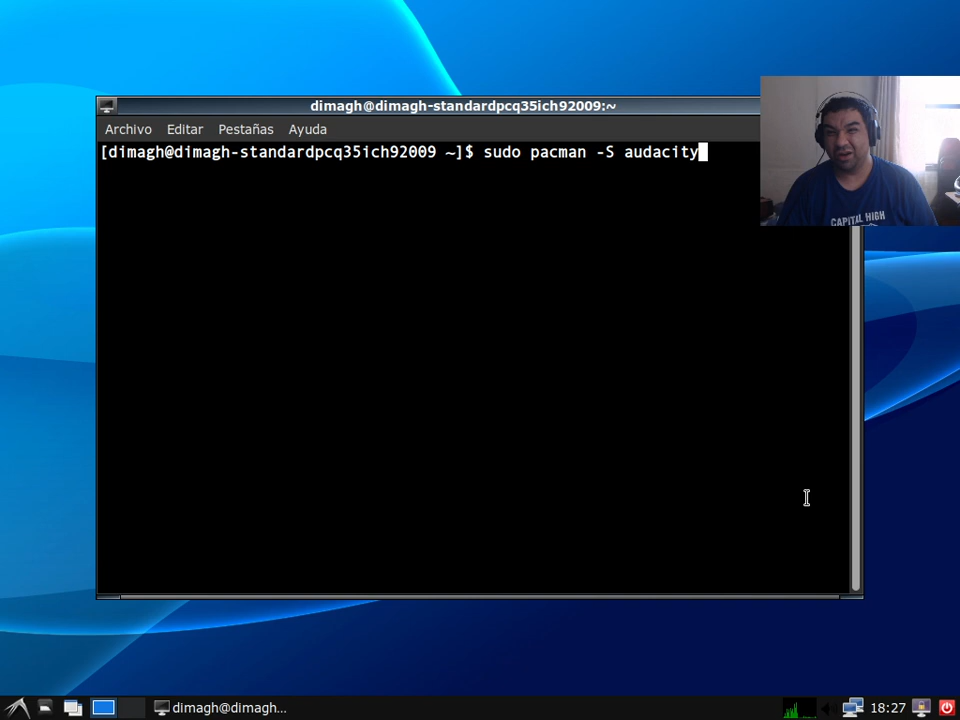 dimagh@dimagh-standardpcq35ich92009:~
Archivo Editar Pestañas Ayuda
[dimagh@dimagh-standardpcq35ich92009 ~]$ sudo pacman -S audacity
CAPITAL HIGH
dimagh@dimagh...
18:27